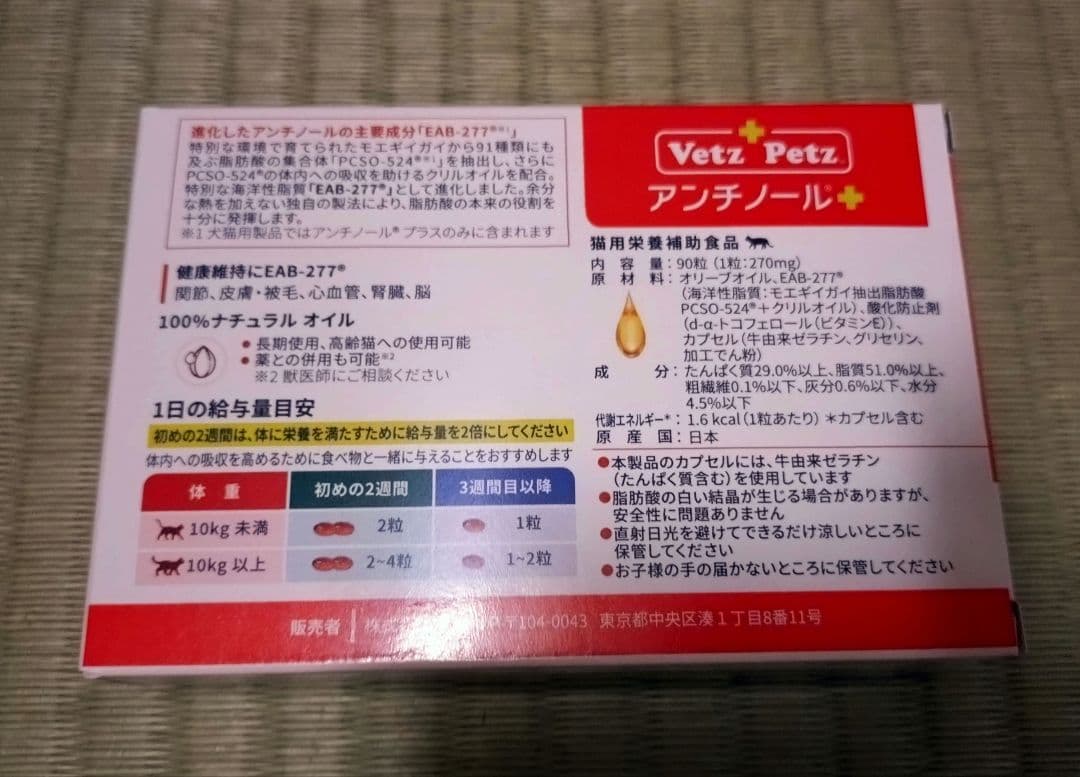 進化したアンチノールの主要成分「EAB-277®※1」
特別な環境で育てられたモエギイガイから91種類にも
及ぶ脂肪酸の集合体「PCSO-524®※1」を抽出し、さらに
PCSO-524®の体内への吸収を助けるクリルオイルを配合。
特別な海洋性脂質「EAB-277®」として進化しました。余分
な熱を加えない独自の製法により、脂肪酸の本来の役割を
十分に発揮します。
※1 犬猫用製品ではアンチノール® プラスのみに含まれます
健康維持にEAB-277®
関節、皮膚・被毛、心血管、腎臓、脳
100%ナチュラル オイル
● 長期使用、高齢猫への使用可能
● 薬との併用も可能※2
※2 獣医師にご相談ください
1日の給与量目安
初めの2週間は、体に栄養を満たすために給与量を2倍にしてください
体内への吸収を高めるために食べ物と一緒に与えることをおすすめします
体重 初めの2週間 3週間目以降
10kg 未満 2粒 1粒
10kg 以上 2~4粒 1~2粒
Vetz Petz
アンチノール®+
猫用栄養補助食品
内容量:90粒(1粒:270mg)
原材料:オリーブオイル、EAB-277®
(海洋性脂質:モエギイガイ抽出脂肪酸
PCSO-524®+クリルオイル)、酸化防止剤
(d-α-トコフェロール(ビタミンE))、
カプセル(牛由来ゼラチン、グリセリン、
加工でん粉)
成分:たんぱく質29.0%以上、脂質51.0%以上、
粗繊維0.1%以下、灰分0.6%以下、水分
4.5%以下
代謝エネルギー*:1.6 kcal(1粒あたり) *カプセル含む
原産国:日本
●本製品のカプセルには、牛由来ゼラチン
(たんぱく質含む)を使用しています
●脂肪酸の白い結晶が生じる場合がありますが、
安全性に問題ありません
●直射日光を避けてできるだけ涼しいところに
保管してください
●お子様の手の届かないところに保管してください
販売者 株式 〒104-0043 東京都中央区湊1丁目8番11号